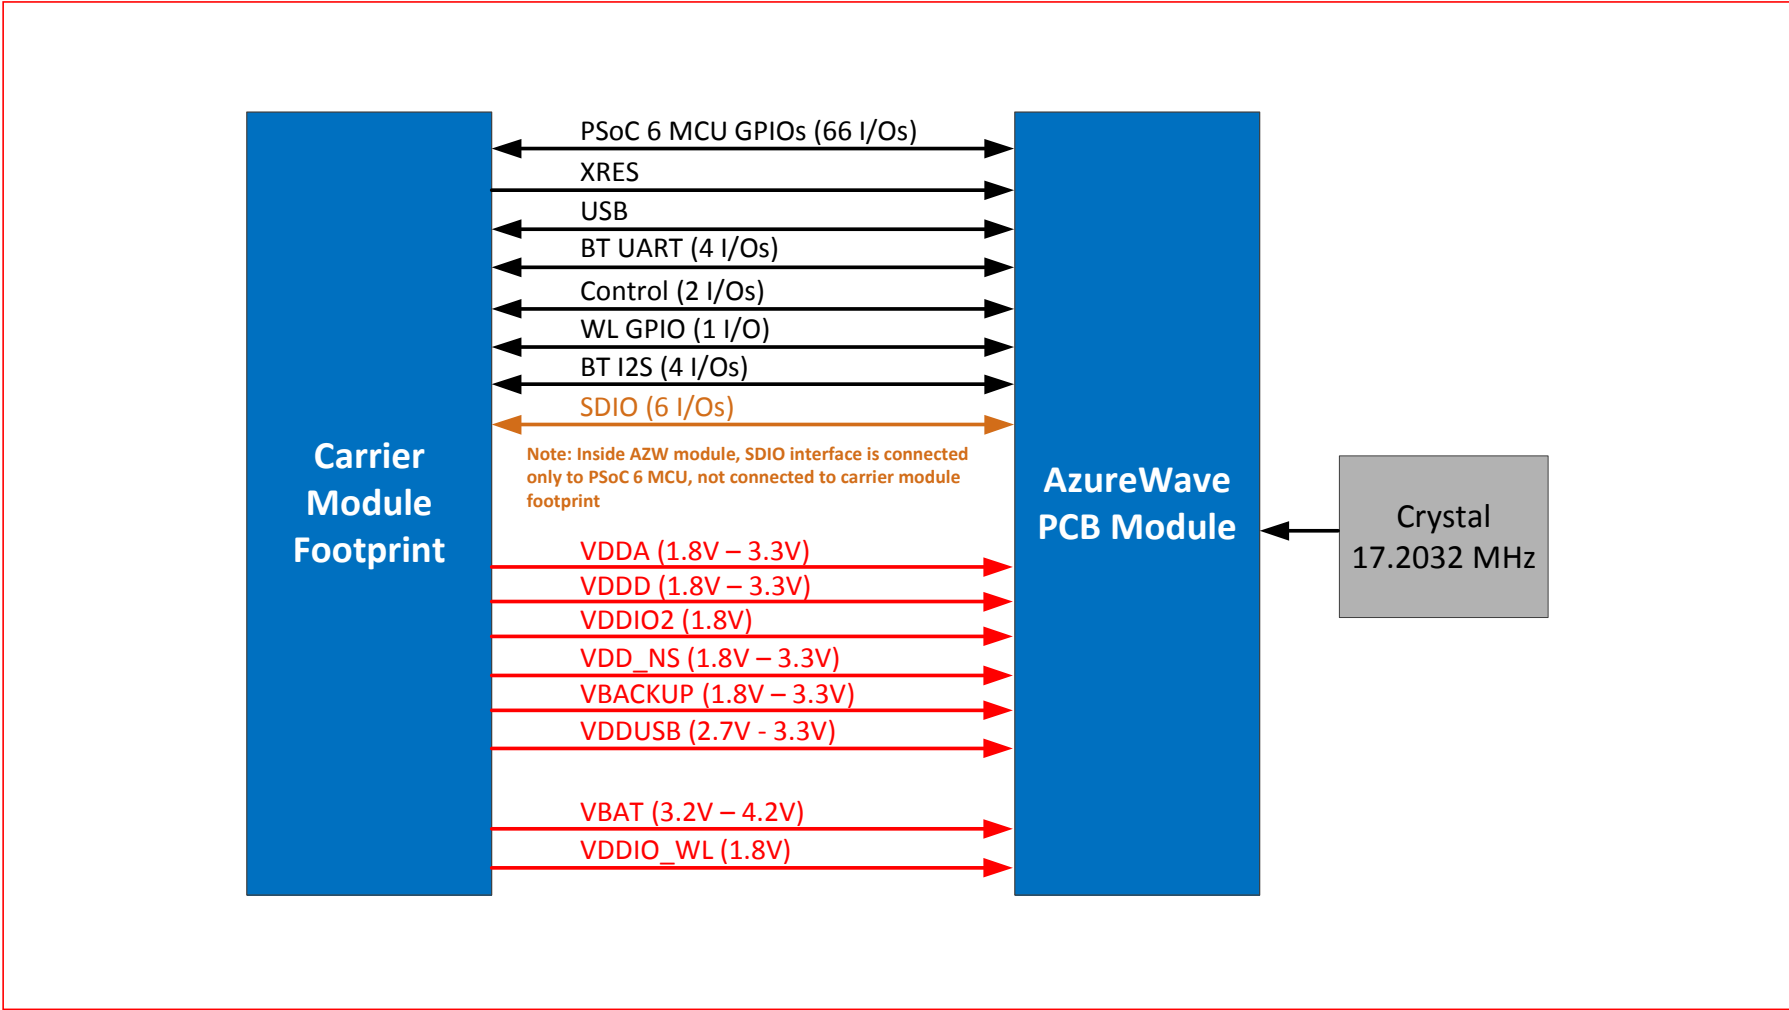 PSoC 6 MCU GPIOs (66 I/Os)
XRES
USB
BT UART (4 I/Os)
Control (2 I/Os)
WL GPIO (1 I/O)
BT I2S (4 I/Os)
SDIO (6 I/Os)
Note: Inside AZW module, SDIO interface is connected
only to PSoC 6 MCU, not connected to carrier module
footprint
Carrier
Module
Footprint
AzureWave
PCB Module
Crystal
17.2032 MHz
VDDA (1.8V – 3.3V)
VDDD (1.8V – 3.3V)
VDDIO2 (1.8V)
VDD_NS (1.8V – 3.3V)
VBACKUP (1.8V – 3.3V)
VDDUSB (2.7V - 3.3V)
VBAT (3.2V – 4.2V)
VDDIO_WL (1.8V)